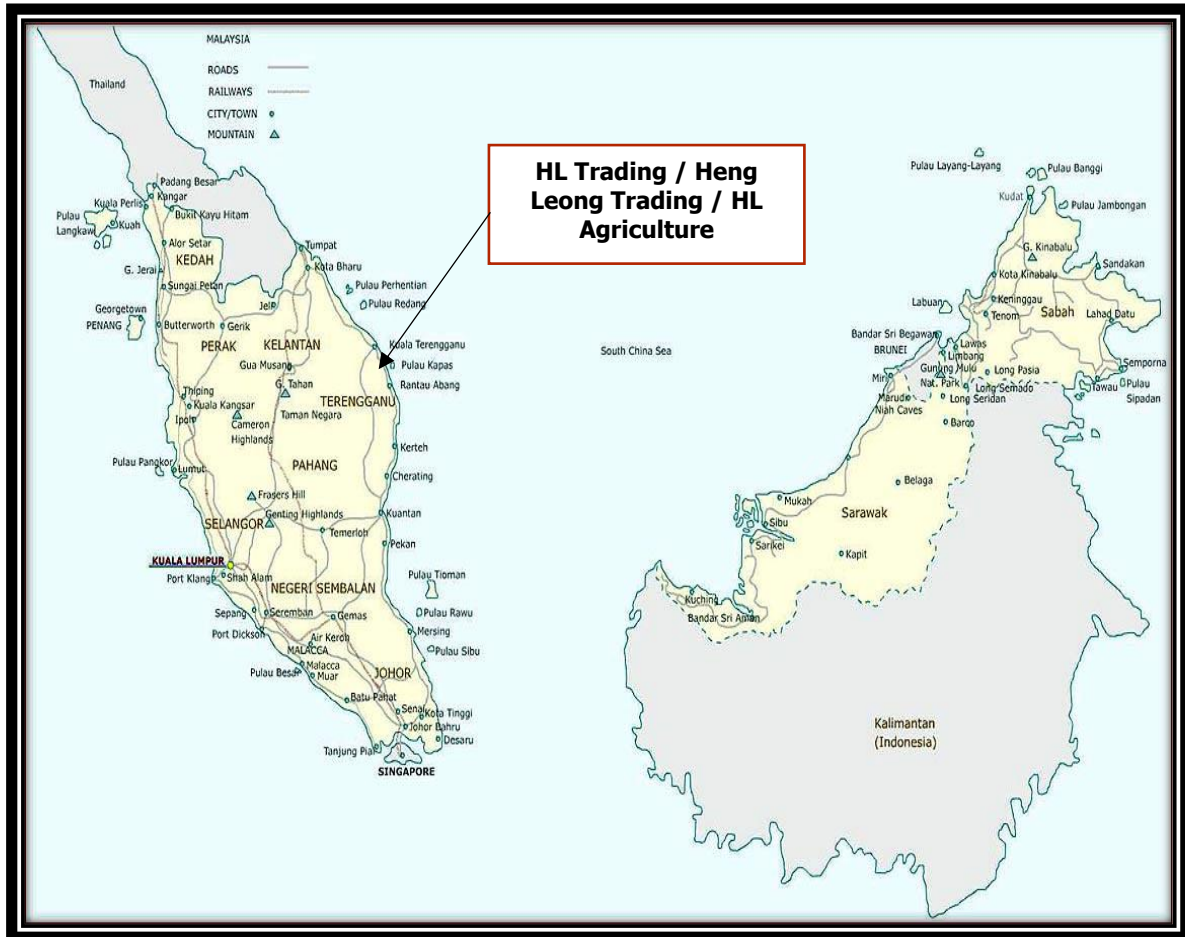 MALAYSIA
ROADS
RAILWAYS
CITY/TOWN
MOUNTAIN
Thailand
HL Trading / Heng
Leong Trading / HL
Agriculture
Padang Besar
Kangar
Kuala Perlis
Bukit Kayu Hitam
Pulau
Langkawi
Kuah
Alor Setar
KEDAH
G. Jerai
Sungai Petan
Georgetown
PENANG
Butterworth
Gerik
Jeli
Tumpat
Kota Bharu
Pulau Perhentian
Pulau Redang
PERAK
KELANTAN
Kuala Terengganu
Gua Musang
Pulau Kapas
G. Tahan
Rantau Abang
Taman Negara
TERENGGANU
Thiping
Kuala Kangsar
Ipoh
Cameron
Highlands
Kerteh
PAHANG
Cherating
Pulau Pangkor
Lumut
Frasers Hill
SELANGOR
Genting Highlands
Kuantan
Temerloh
Pekan
KUALA LUMPUR
Port Klang
Shah Alam
NEGERI SEMBALAN
Pulau Tioman
Sepang
Seremban
Gemas
Pulau Rawu
Port Dickson
Air Keroh
Mersing
MALACCA
Pulau Sibu
Malacca
Pulau Besar
Muar
JOHOR
Batu Pahat
Senai
Kota Tinggi
Johor Bahru
Desaru
Tanjung Piai
SINGAPORE
South China Sea
Pulau Layang-Layang
Pulau Banggi
Kudat
Pulau Jambongan
G. Kinabalu
Sandakan
Kota Kinabalu
Labuan
Keninggau
Tenom
Sabah
Lahad Datu
Bandar Sri Begawan
BRUNEI
Lawas
Limbang
Gunung Mulu
Nat. Park
Long Pasia
Semporna
Miri
Long Semado
Tawau
Pulau
Sipadan
Marudi
Long Seridan
Niah Caves
Bareo
Belaga
Mukah
Sarawak
Sibu
Sarikei
Kapit
Kuching
Bandar Sri Aman
Kalimantan
(Indonesia)